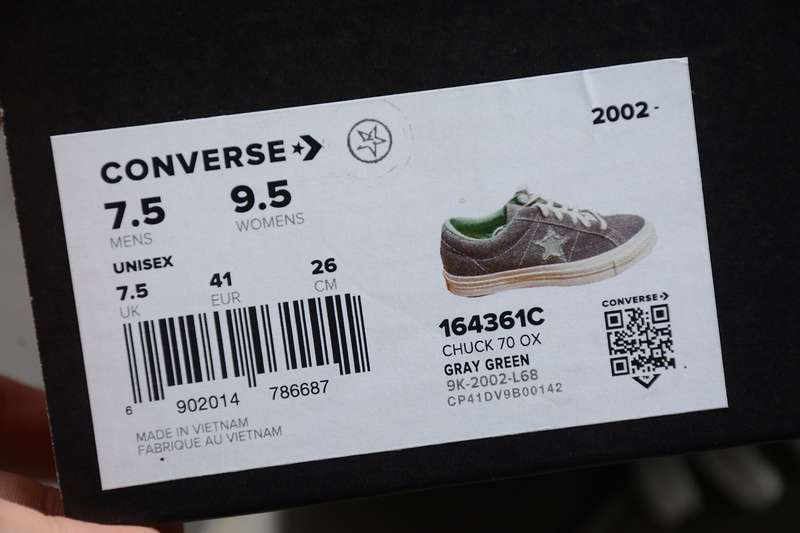 CONVERSE
2002-
7.5 9.5
MENS WOMENS
UNISEX
7.5 41 26
UK EUR CM
6 902014 786687
MADE IN VIETNAM
FABRIQUE AU VIETNAM
164361C
CHUCK 70 OX
GRAY GREEN
9K-2002-L68
CP41DV9B00142
CONVERSE